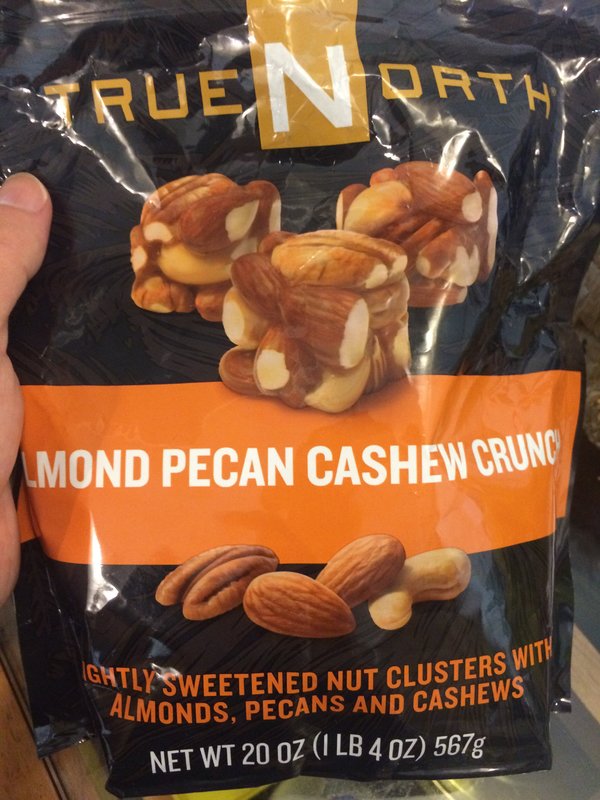 TRUE NORTH
LMOND PECAN CASHEW CRUNC
IGHTLY SWEETENED NUT CLUSTERS WITH
ALMONDS, PECANS AND CASHEWS
NET WT 20 OZ (1 LB 4 OZ) 567g